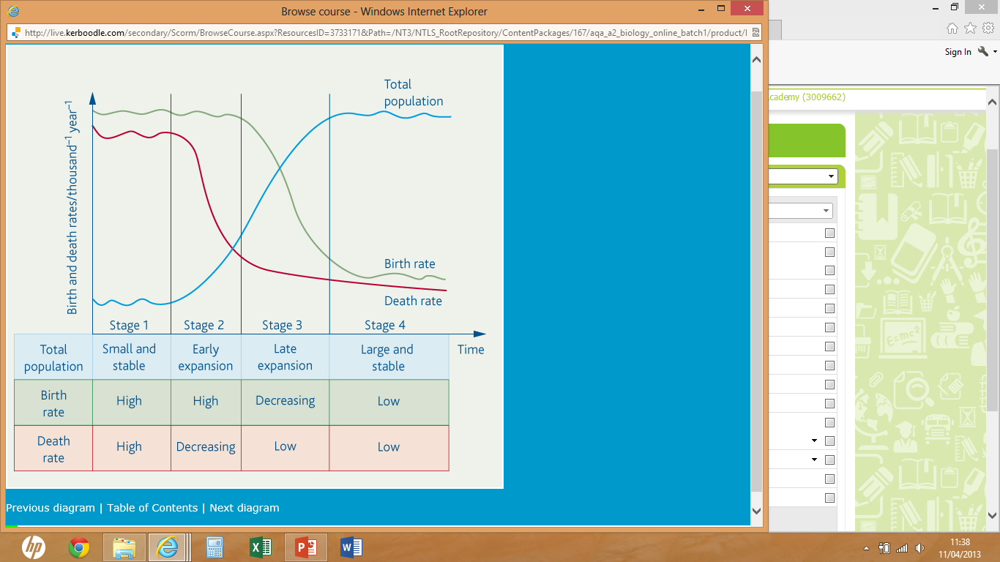 Browse course - Windows Internet Explorer
http://live.kerboodle.com/secondary/Scorm/BrowseCourse.aspx?ResourcesID=3733171&Path=/NT3/NTLS_RootRepository/ContentPackages/167/aqa_a2_biology_online_batch1/product/
Sign In
cademy (3009662)
Total
population
Birth and death rates/thousand⁻¹ year⁻¹
Birth rate
Death rate
Stage 1 Stage 2 Stage 3 Stage 4
Time
Total
population
Small and
stable
Early
expansion
Late
expansion
Large and
stable
Birth
rate
High High Decreasing Low
Death
rate
High Decreasing Low Low
Previous diagram | Table of Contents | Next diagram
E=mc²
hp
11:38
11/04/2013